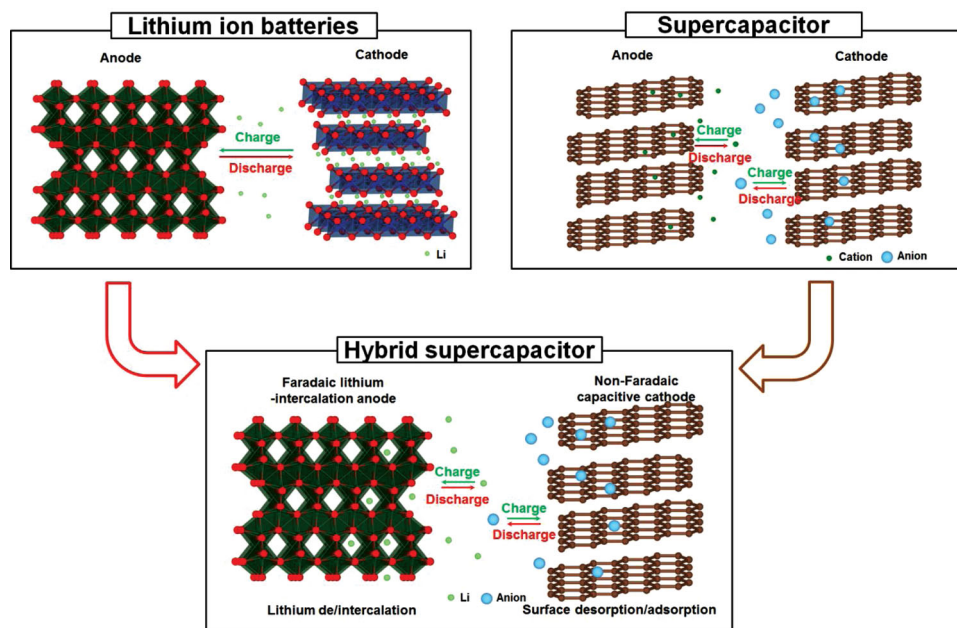 Lithium ion batteries
Anode
Cathode
Charge
Discharge
Li
Supercapacitor
Anode
Cathode
Charge
Discharge
Charge
Discharge
Cation
Anion
Hybrid supercapacitor
Faradaic lithium
-intercalation anode
Non-Faradaic
capacitive cathode
Charge
Discharge
Charge
Discharge
Lithium de/intercalation
Li
Anion
Surface desorption/adsorption